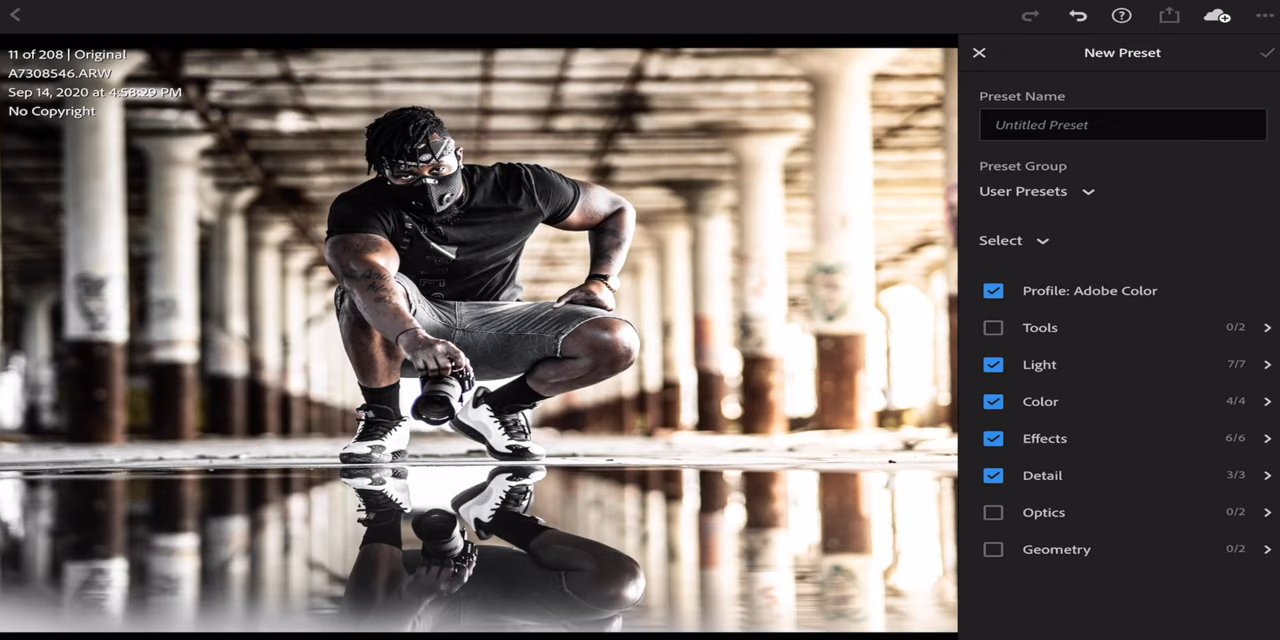 11 of 208 | Original
A7308546.ARW
Sep 14, 2020 at 4:58:29 PM
No Copyright
New Preset
Preset Name
Untitled Preset
Preset Group
User Presets
Select
Profile: Adobe Color
Tools 0/2
Light 7/7
Color 4/4
Effects 6/6
Detail 3/3
Optics 0/2
Geometry 0/2